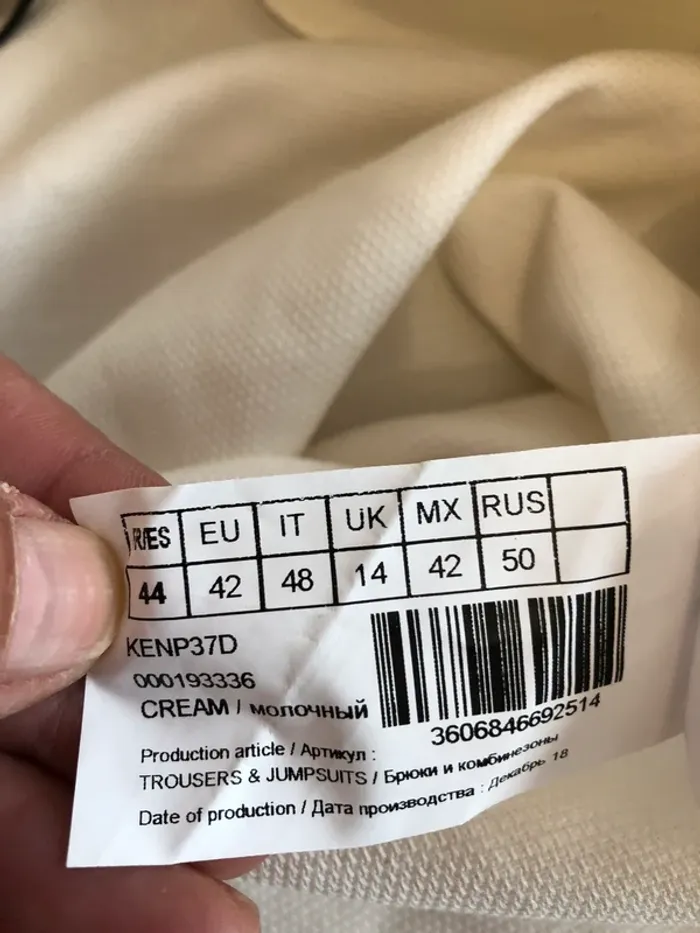 R/ES EU IT UK MX RUS
44 42 48 14 42 50
KENP37D
000193336
CREAM / молочный
3606846692514
Production article / Артикул :
TROUSERS & JUMPSUITS / Брюки и комбинезоны
Date of production / Дата производства : Декабрь 18